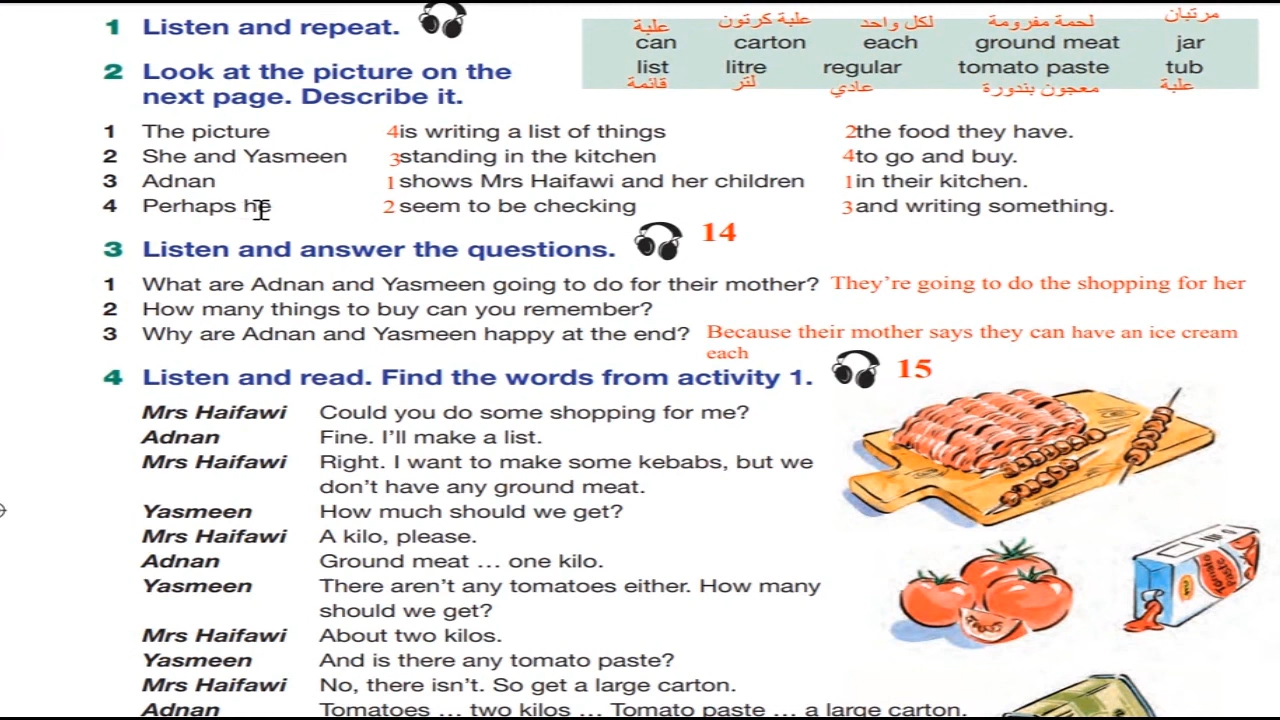 1 Listen and repeat.
علبة علبة كرتون لكل واحد لحمة مفرومة مرتبان
can carton each ground meat jar
list litre regular tomato paste tub
قائمة لتر عادي معجون بندورة علبة
2 Look at the picture on the
next page. Describe it.
1 The picture 4is writing a list of things 2the food they have.
2 She and Yasmeen 3standing in the kitchen 4to go and buy.
3 Adnan 1 shows Mrs Haifawi and her children 1in their kitchen.
4 Perhaps he 2 seem to be checking 3and writing something.
3 Listen and answer the questions. 14
1 What are Adnan and Yasmeen going to do for their mother? They're going to do the shopping for her
2 How many things to buy can you remember?
3 Why are Adnan and Yasmeen happy at the end? Because their mother says they can have an ice cream
each
4 Listen and read. Find the words from activity 1. 15
Mrs Haifawi Could you do some shopping for me?
Adnan Fine. I'll make a list.
Mrs Haifawi Right. I want to make some kebabs, but we
don't have any ground meat.
Yasmeen How much should we get?
Mrs Haifawi A kilo, please.
Adnan Ground meat … one kilo.
Yasmeen There aren't any tomatoes either. How many
should we get?
Mrs Haifawi About two kilos.
Yasmeen And is there any tomato paste?
Mrs Haifawi No, there isn't. So get a large carton.
Adnan Tomatoes … two kilos … Tomato paste … a large carton.
Tomato
Paste